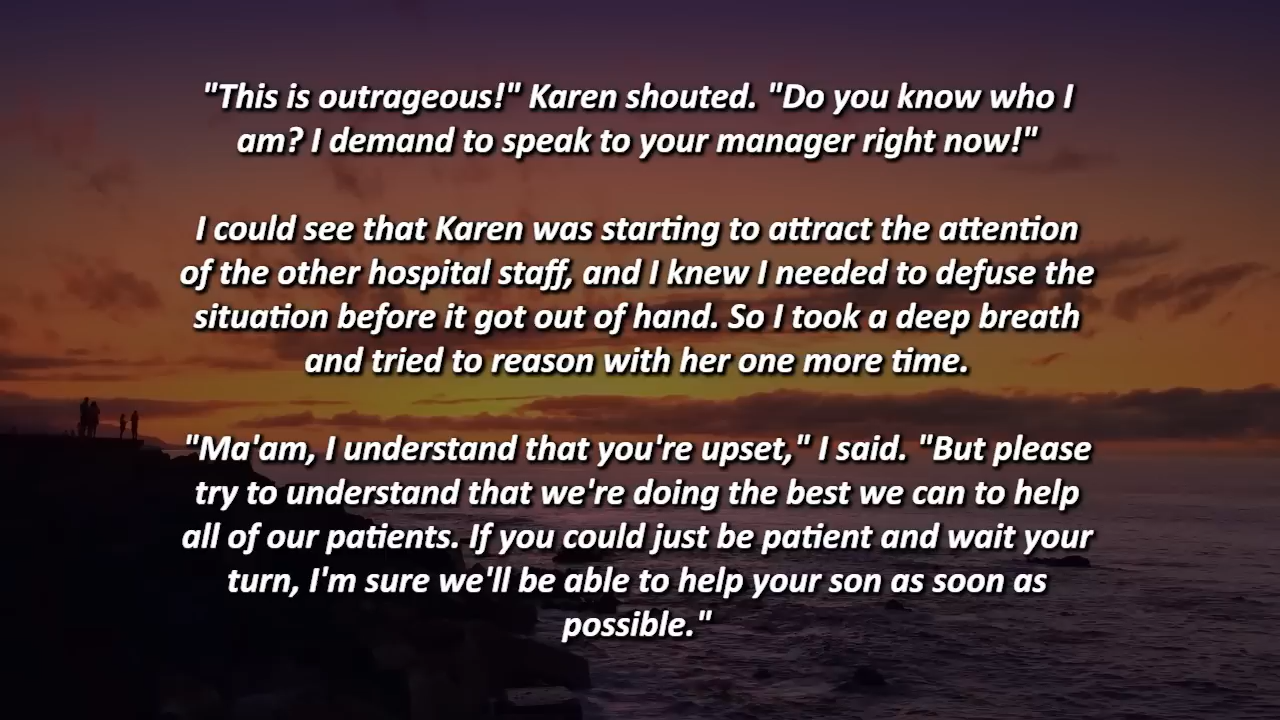 "This is outrageous!" Karen shouted. "Do you know who I
am? I demand to speak to your manager right now!"
I could see that Karen was starting to attract the attention
of the other hospital staff, and I knew I needed to defuse the
situation before it got out of hand. So I took a deep breath
and tried to reason with her one more time.
"Ma'am, I understand that you're upset," I said. "But please
try to understand that we're doing the best we can to help
all of our patients. If you could just be patient and wait your
turn, I'm sure we'll be able to help your son as soon as
possible."